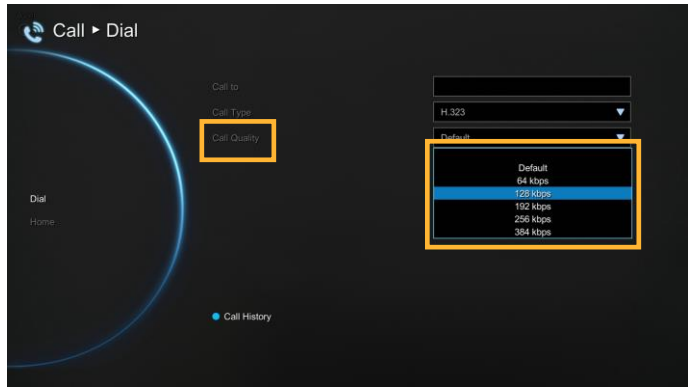 Call ▸ Dial
Call to
Call Type H.323
Call Quality Default
Default
64 kbps
128 kbps
192 kbps
256 kbps
384 kbps
Dial
Home
Call History